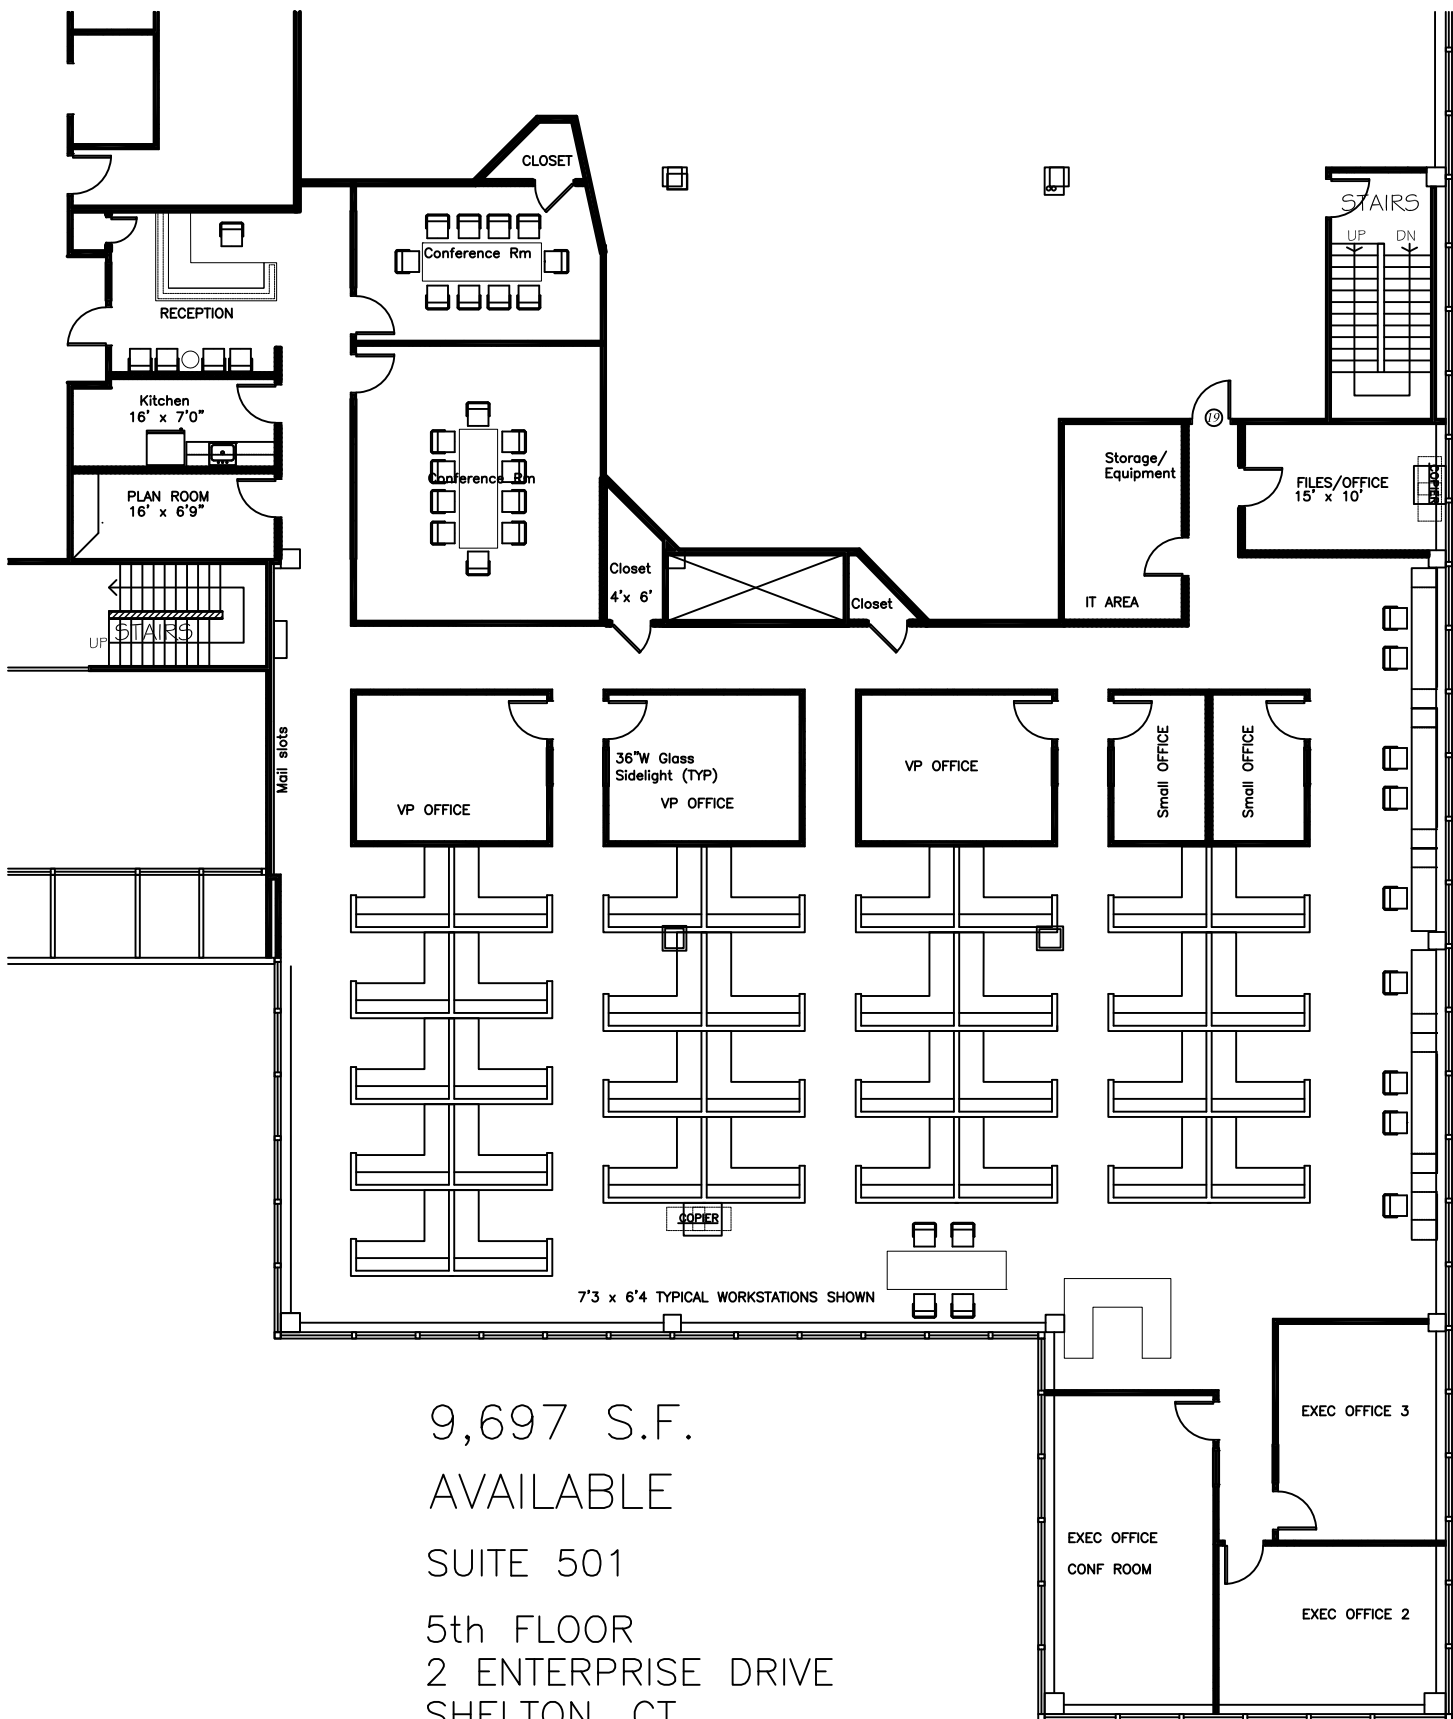 CLOSET
STAIRS
UP DN
Conference Rm
RECEPTION
Kitchen
16' x 7'0"
19
Storage/
Equipment
Conference Rm
FILES/OFFICE
15' x 10'
COPIER
PLAN ROOM
16' x 6'9"
Closet
4'x 6'
Closet
IT AREA
UP STAIRS
Mail slots
36"W Glass
Sidelight (TYP)
VP OFFICE
VP OFFICE
VP OFFICE
Small OFFICE
Small OFFICE
COPIER
7'3 x 6'4 TYPICAL WORKSTATIONS SHOWN
9,697 S.F.
AVAILABLE
SUITE 501
5th FLOOR
2 ENTERPRISE DRIVE
SHELTON, CT
EXEC OFFICE 3
EXEC OFFICE
CONF ROOM
EXEC OFFICE 2